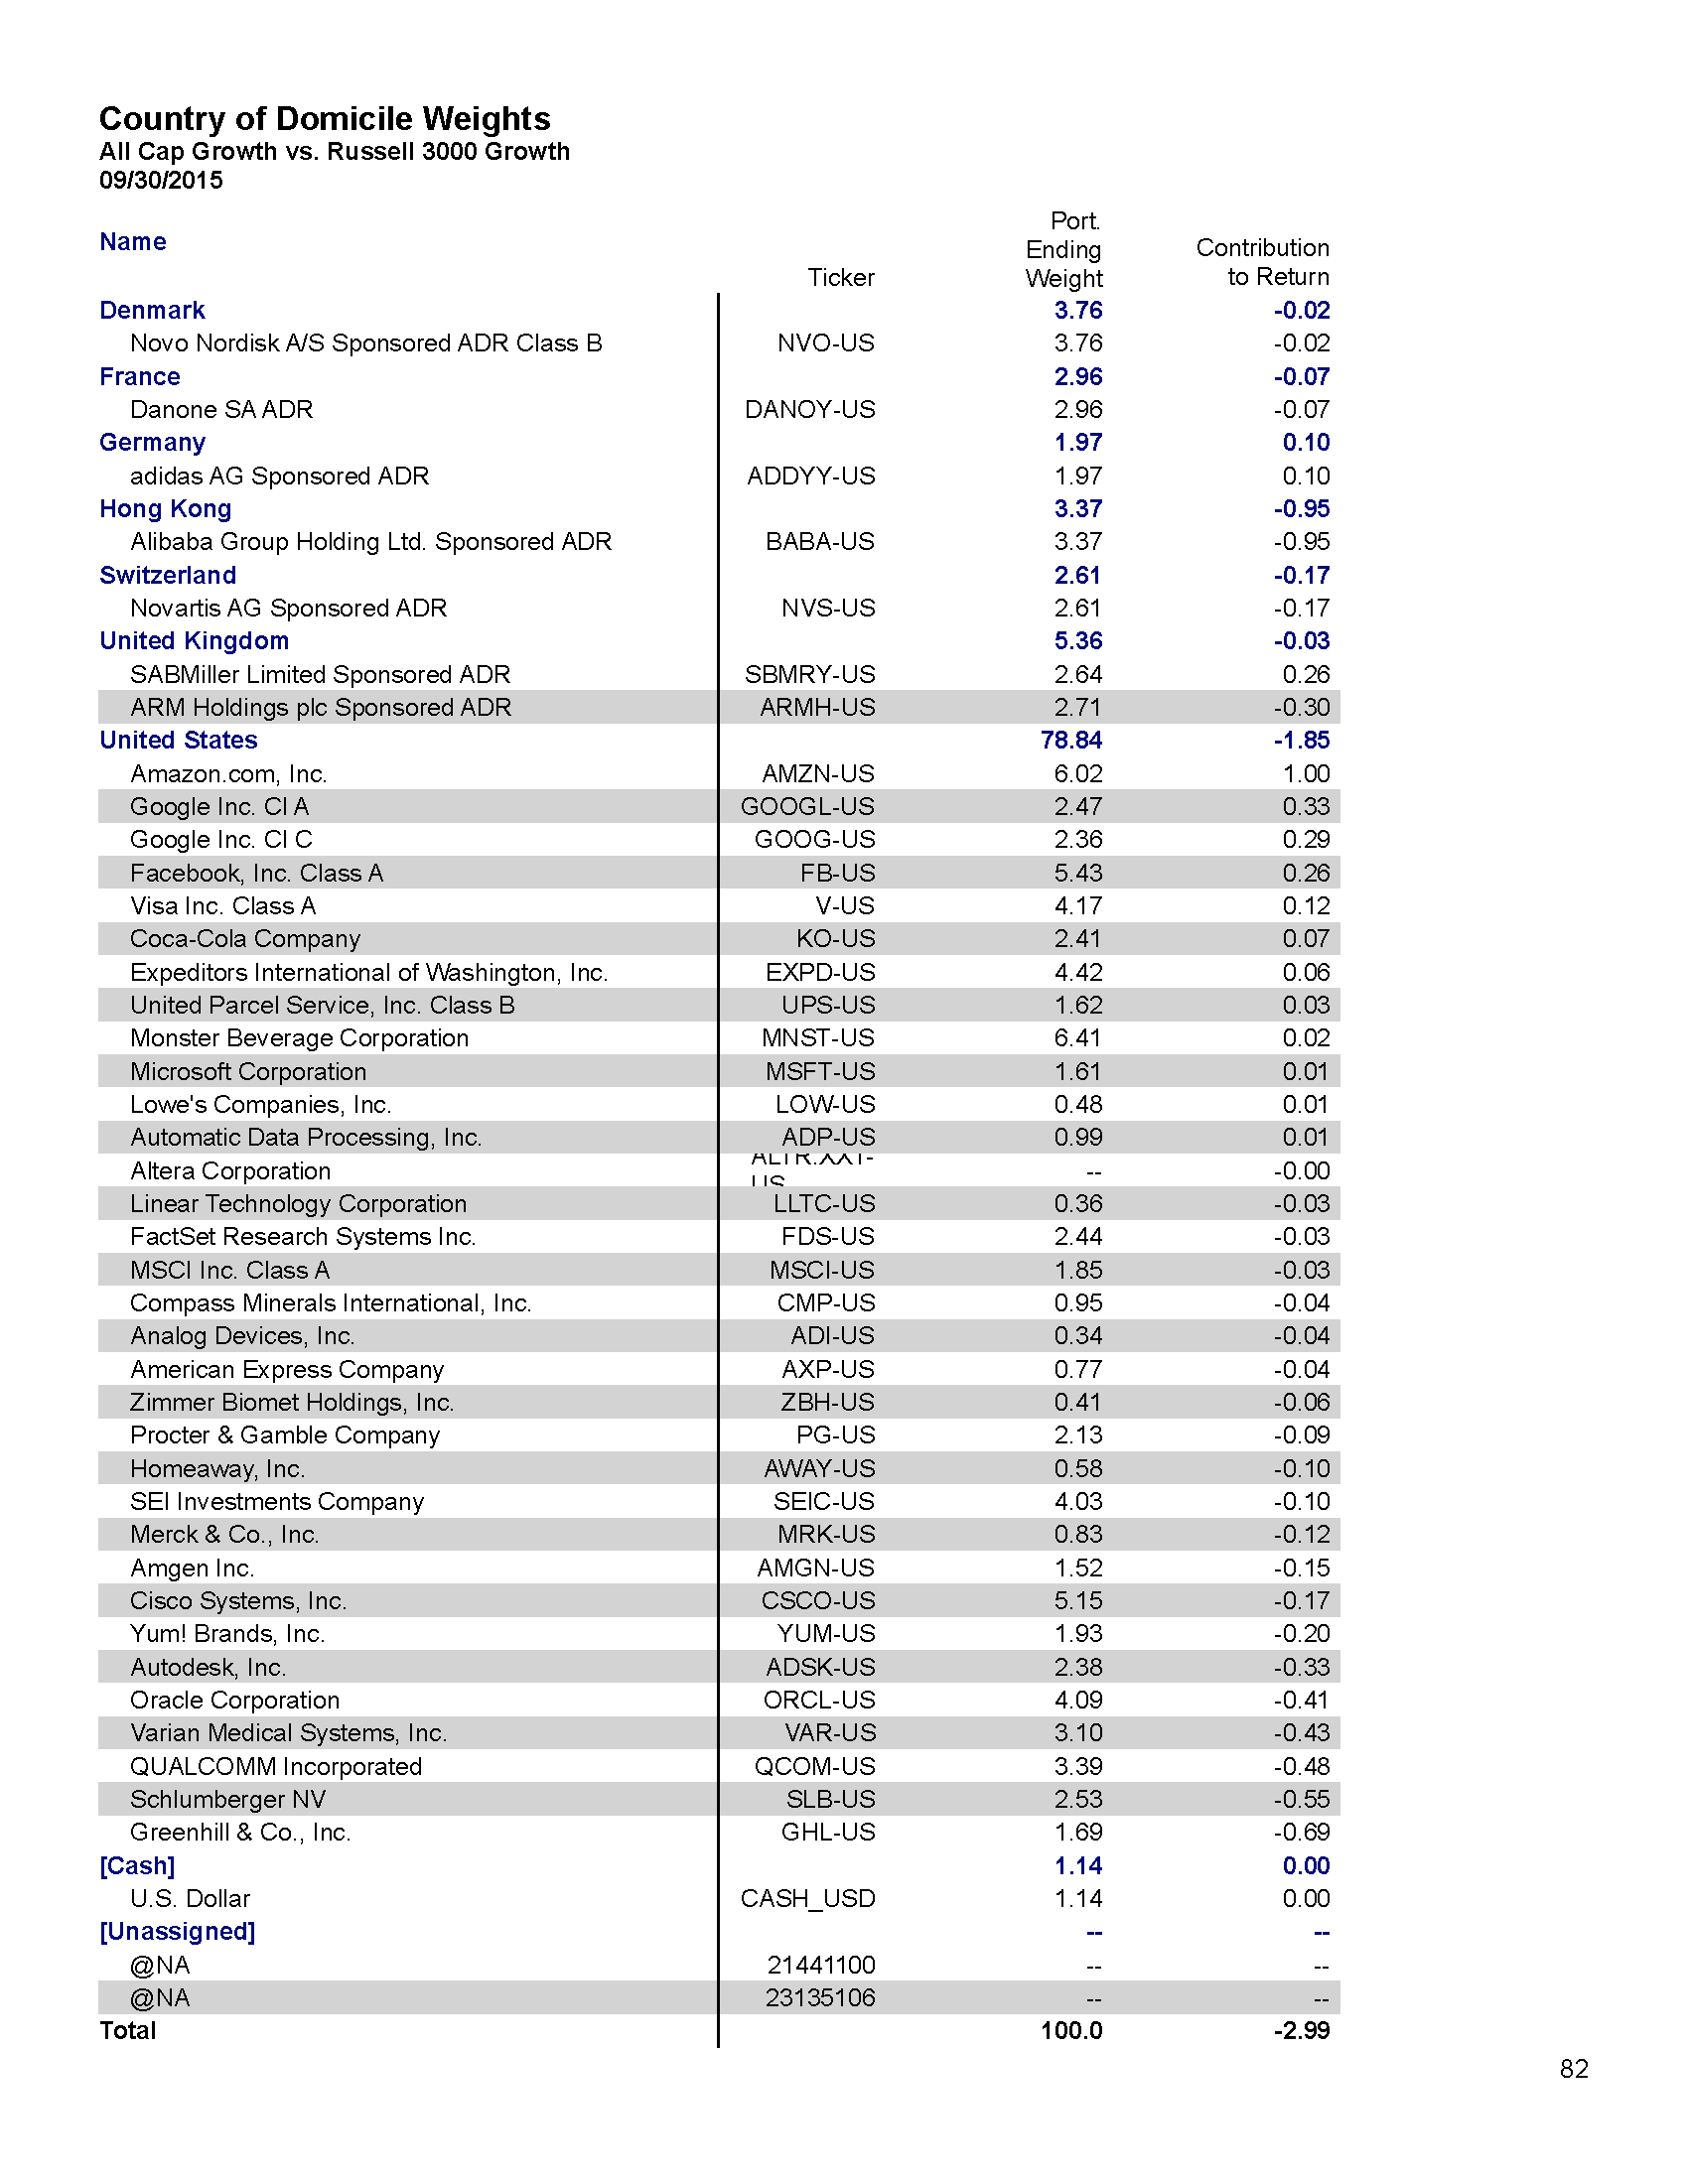 Country of Domicile Weights
All Cap Growth vs. Russell 3000 Growth
09/30/2015
Name Ticker Port. Ending Weight Contribution to Return
Denmark 3.76 -0.02
Novo Nordisk A/S Sponsored ADR Class B NVO-US 3.76 -0.02
France 2.96 -0.07
Danone SA ADR DANOY-US 2.96 -0.07
Germany 1.97 0.10
adidas AG Sponsored ADR ADDYY-US 1.97 0.10
Hong Kong 3.37 -0.95
Alibaba Group Holding Ltd. Sponsored ADR BABA-US 3.37 -0.95
Switzerland 2.61 -0.17
Novartis AG Sponsored ADR NVS-US 2.61 -0.17
United Kingdom 5.36 -0.03
SABMiller Limited Sponsored ADR SBMRY-US 2.64 0.26
ARM Holdings plc Sponsored ADR ARMH-US 2.71 -0.30
United States 78.84 -1.85
Amazon.com, Inc. AMZN-US 6.02 1.00
Google Inc. Cl A GOOGL-US 2.47 0.33
Google Inc. Cl C GOOG-US 2.36 0.29
Facebook, Inc. Class A FB-US 5.43 0.26
Visa Inc. Class A V-US 4.17 0.12
Coca-Cola Company KO-US 2.41 0.07
Expeditors International of Washington, Inc. EXPD-US 4.42 0.06
United Parcel Service, Inc. Class B UPS-US 1.62 0.03
Monster Beverage Corporation MNST-US 6.41 0.02
Microsoft Corporation MSFT-US 1.61 0.01
Lowe's Companies, Inc. LOW-US 0.48 0.01
Automatic Data Processing, Inc. ADP-US 0.99 0.01
Altera Corporation -- -0.00
Linear Technology Corporation LLTC-US 0.36 -0.03
FactSet Research Systems Inc. FDS-US 2.44 -0.03
MSCI Inc. Class A MSCI-US 1.85 -0.03
Compass Minerals International, Inc. CMP-US 0.95 -0.04
Analog Devices, Inc. ADI-US 0.34 -0.04
American Express Company AXP-US 0.77 -0.04
Zimmer Biomet Holdings, Inc. ZBH-US 0.41 -0.06
Procter & Gamble Company PG-US 2.13 -0.09
Homeaway, Inc. AWAY-US 0.58 -0.10
SEI Investments Company SEIC-US 4.03 -0.10
Merck & Co., Inc. MRK-US 0.83 -0.12
Amgen Inc. AMGN-US 1.52 -0.15
Cisco Systems, Inc. CSCO-US 5.15 -0.17
Yum! Brands, Inc. YUM-US 1.93 -0.20
Autodesk, Inc. ADSK-US 2.38 -0.33
Oracle Corporation ORCL-US 4.09 -0.41
Varian Medical Systems, Inc. VAR-US 3.10 -0.43
QUALCOMM Incorporated QCOM-US 3.39 -0.48
Schlumberger NV SLB-US 2.53 -0.55
Greenhill & Co., Inc. GHL-US 1.69 -0.69
[Cash] 1.14 0.00
U.S. Dollar CASH_USD 1.14 0.00
[Unassigned] -- --
@NA 21441100 -- --
@NA 23135106 -- --
Total 100.0 -2.99
82